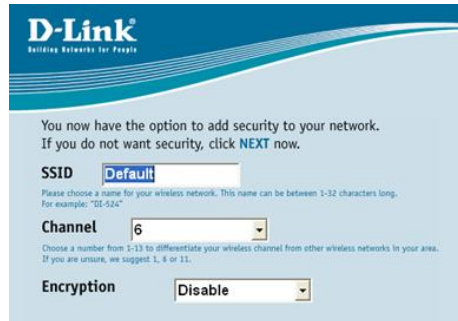 D-Link
Building Networks for People
You now have the option to add security to your network.
If you do not want security, click NEXT now.
SSID Default
Please choose a name for your wireless network. This name can be between 1-32 characters long.
For example: "DI-524"
Channel 6
Choose a number from 1-13 to differentiate your wireless channel from other wireless networks in your area.
If you are unsure, we suggest 1, 6 or 11.
Encryption Disable